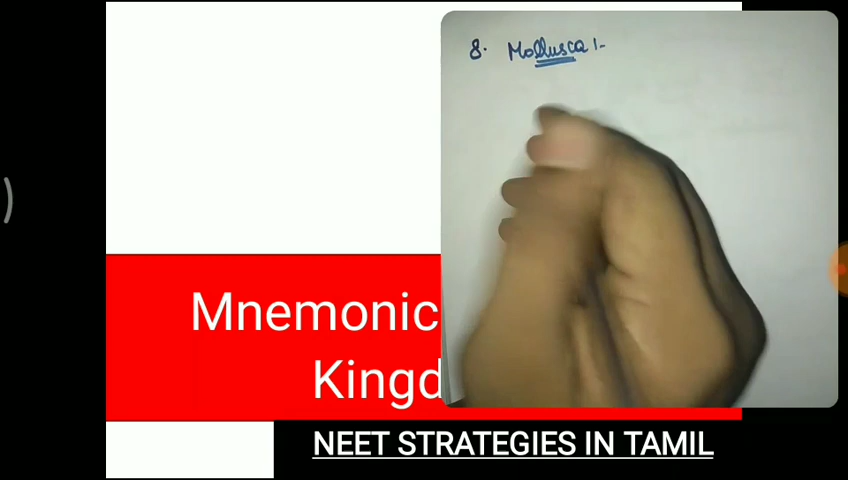 8. Mollusca :-
Mnemonic
Kingd
NEET STRATEGIES IN TAMIL